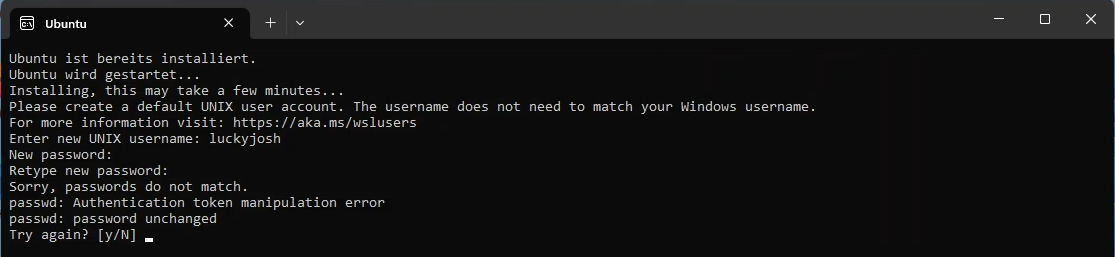 Ubuntu
Ubuntu ist bereits installiert.
Ubuntu wird gestartet...
Installing, this may take a few minutes...
Please create a default UNIX user account. The username does not need to match your Windows username.
For more information visit: https://aka.ms/wslusers
Enter new UNIX username: luckyjosh
New password:
Retype new password:
Sorry, passwords do not match.
passwd: Authentication token manipulation error
passwd: password unchanged
Try again? [y/N]